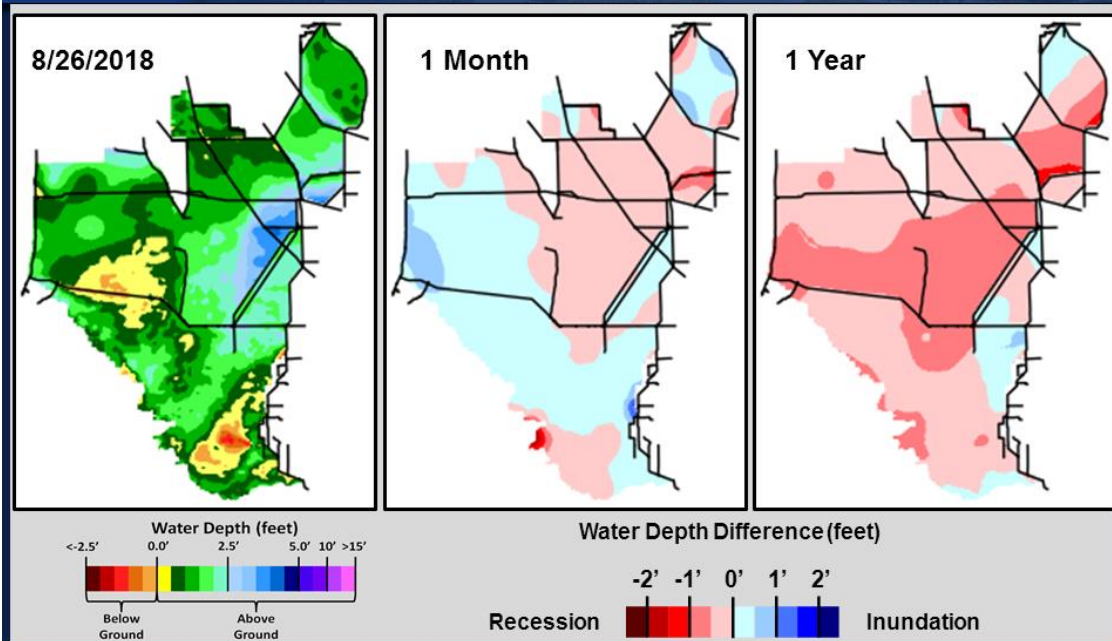 8/26/2018
1 Month
1 Year
Water Depth (feet)
<-2.5' 0.0' 2.5' 5.0' 10' >15'
Below Ground
Above Ground
Water Depth Difference (feet)
-2' -1' 0' 1' 2'
Recession
Inundation